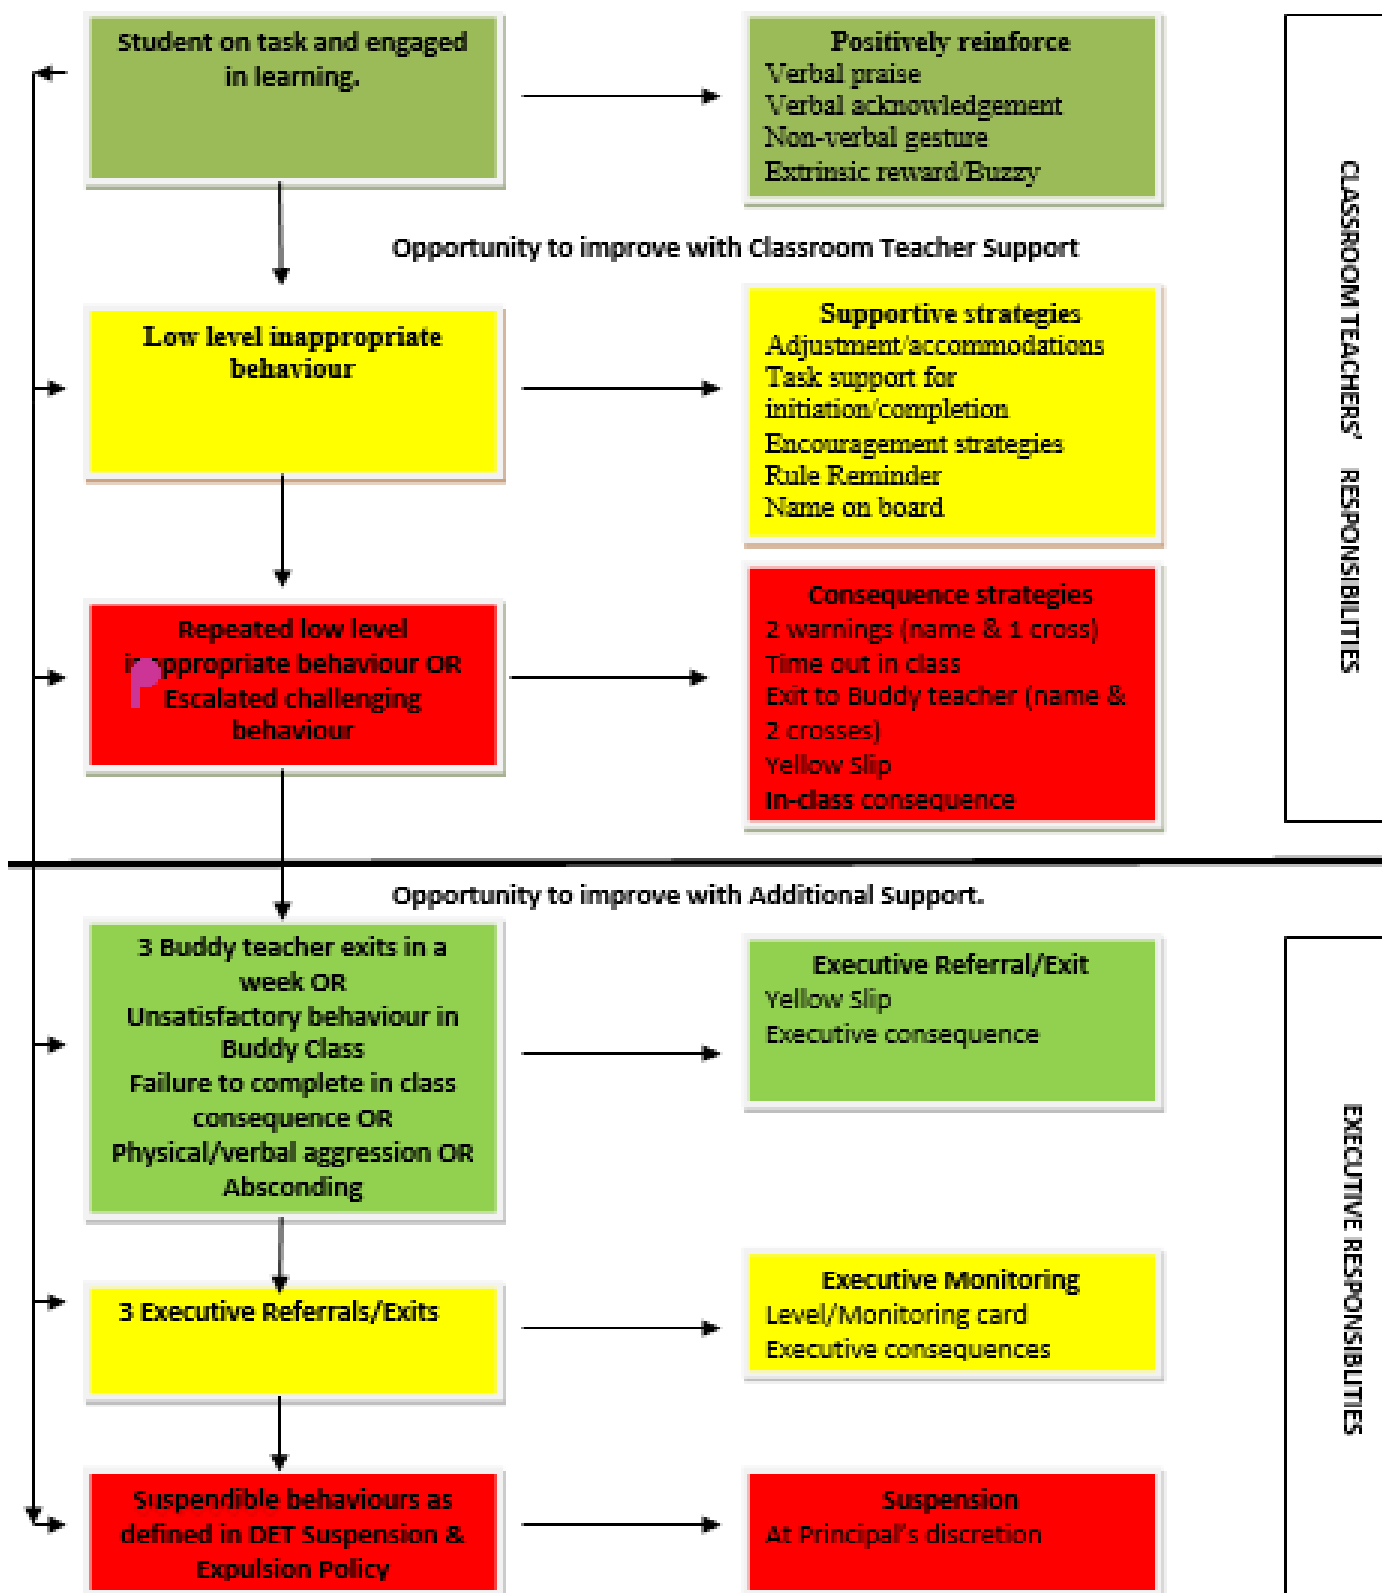 Student on task and engaged
in learning.
Positively reinforce
Verbal praise
Verbal acknowledgement
Non-verbal gesture
Extrinsic reward/Buzzy
Opportunity to improve with Classroom Teacher Support
Low level inappropriate
behaviour
Supportive strategies
Adjustment/accommodations
Task support for
initiation/completion
Encouragement strategies
Rule Reminder
Name on board
Repeated low level
inappropriate behaviour OR
Escalated challenging
behaviour
Consequence strategies
2 warnings (name & 1 cross)
Time out in class
Exit to Buddy teacher (name &
2 crosses)
Yellow Slip
In-class consequence
CLASSROOM TEACHERS' RESPONSIBILITIES
Opportunity to improve with Additional Support.
3 Buddy teacher exits in a
week OR
Unsatisfactory behaviour in
Buddy Class
Failure to complete in class
consequence OR
Physical/verbal aggression OR
Absconding
Executive Referral/Exit
Yellow Slip
Executive consequence
3 Executive Referrals/Exits
Executive Monitoring
Level/Monitoring card
Executive consequences
Suspendible behaviours as
defined in DET Suspension &
Expulsion Policy
Suspension
At Principal's discretion
EXECUTIVE RESPONSIBLITIES